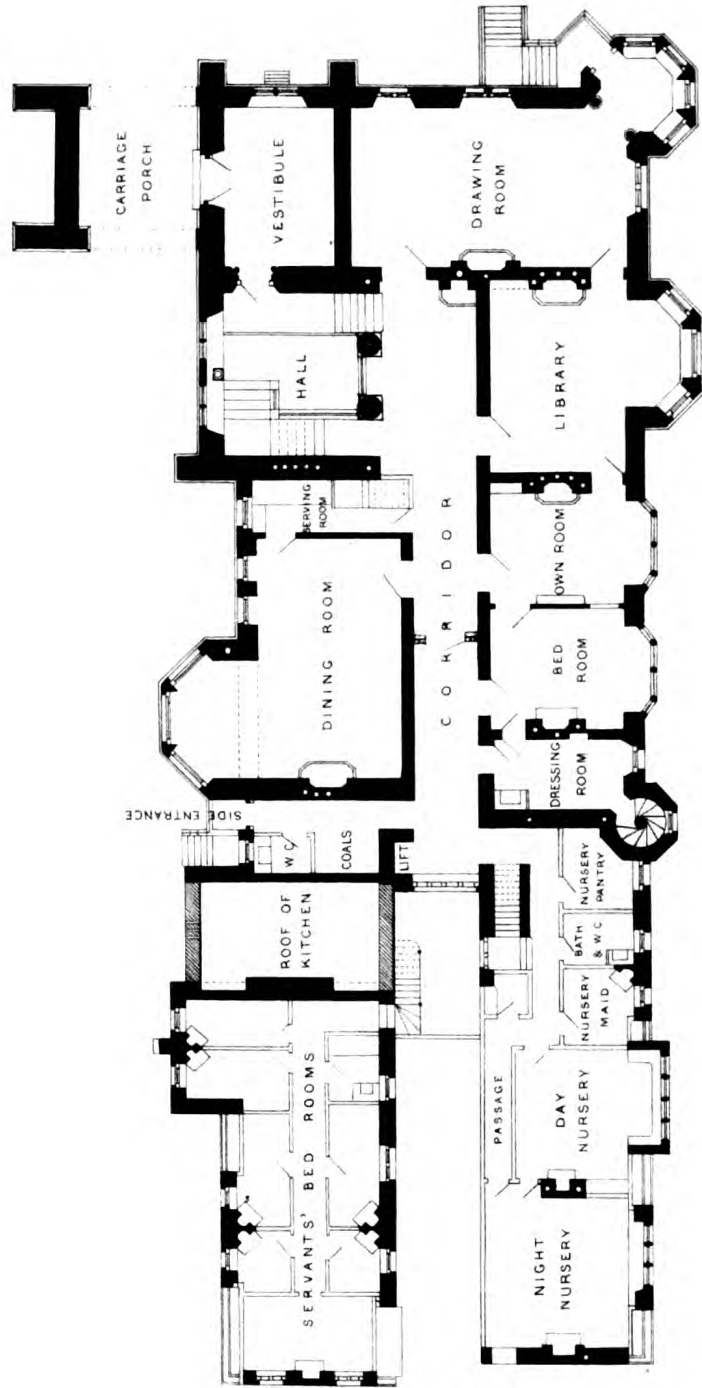 CARRIAGE
PORCH
VESTIBULE
DRAWING
ROOM
HALL
LIBRARY
SERVING
ROOM
CORRIDOR
OWN ROOM
DINING ROOM
BED
ROOM
DRESSING
ROOM
SIDE ENTRANCE
W.C
COALS
LIFT
ROOF OF
KITCHEN
NURSERY
PANTRY
BATH
& W.C
NURSERY
MAID
SERVANTS' BED ROOMS
PASSAGE
DAY
NURSERY
NIGHT
NURSERY